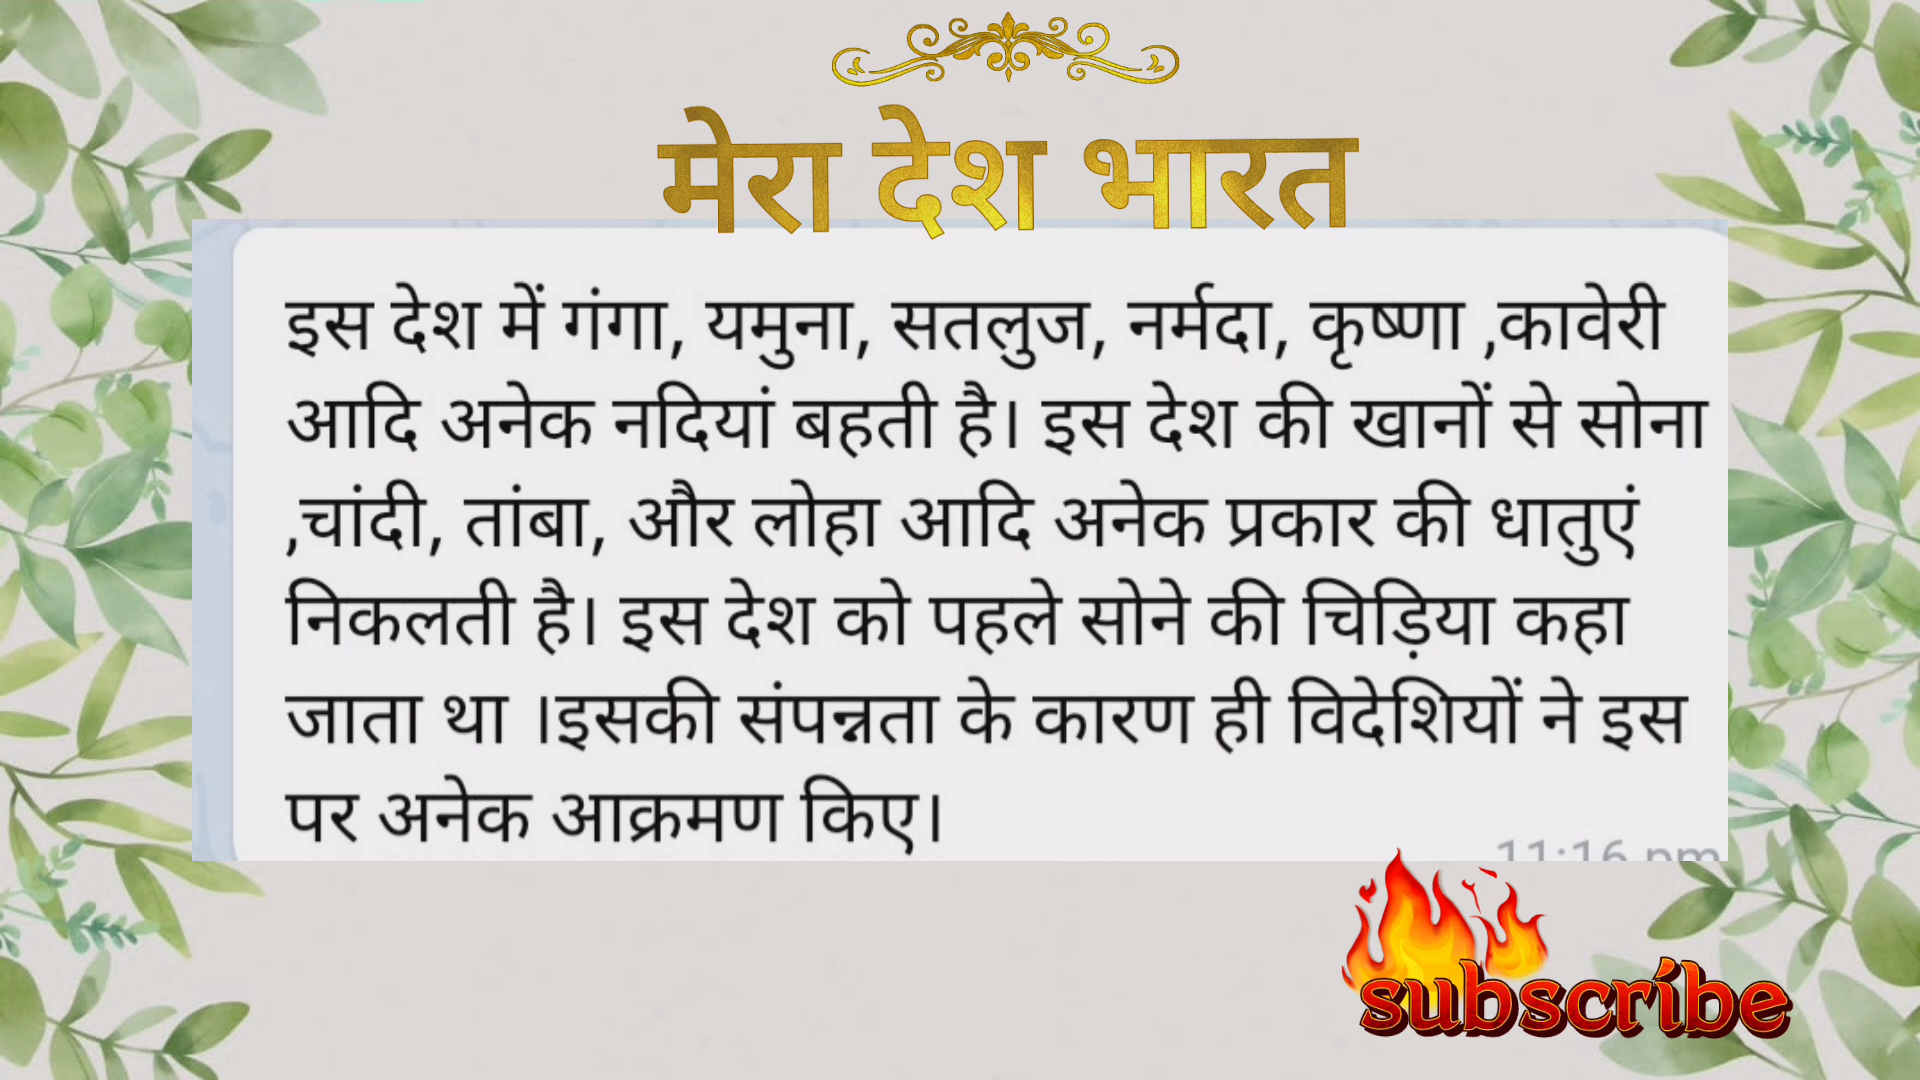 मेरा देश भारत
इस देश में गंगा, यमुना, सतलुज, नर्मदा, कृष्णा ,कावेरी
आदि अनेक नदियां बहती है। इस देश की खानों से सोना
,चांदी, तांबा, और लोहा आदि अनेक प्रकार की धातुएं
निकलती है। इस देश को पहले सोने की चिड़िया कहा
जाता था ।इसकी संपन्नता के कारण ही विदेशियों ने इस
पर अनेक आक्रमण किए।
11:16 pm
subscribe